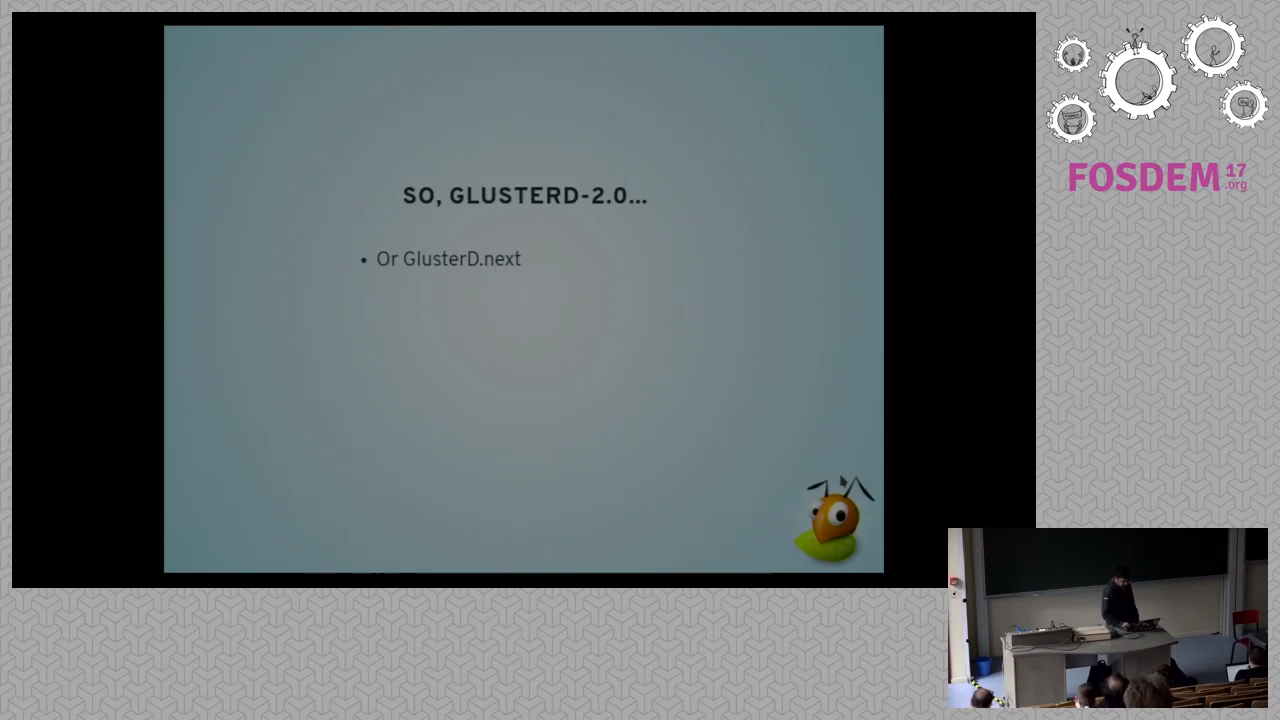 SO, GLUSTERD-2.0...
• Or GlusterD.next
FOSDEM 17
.org